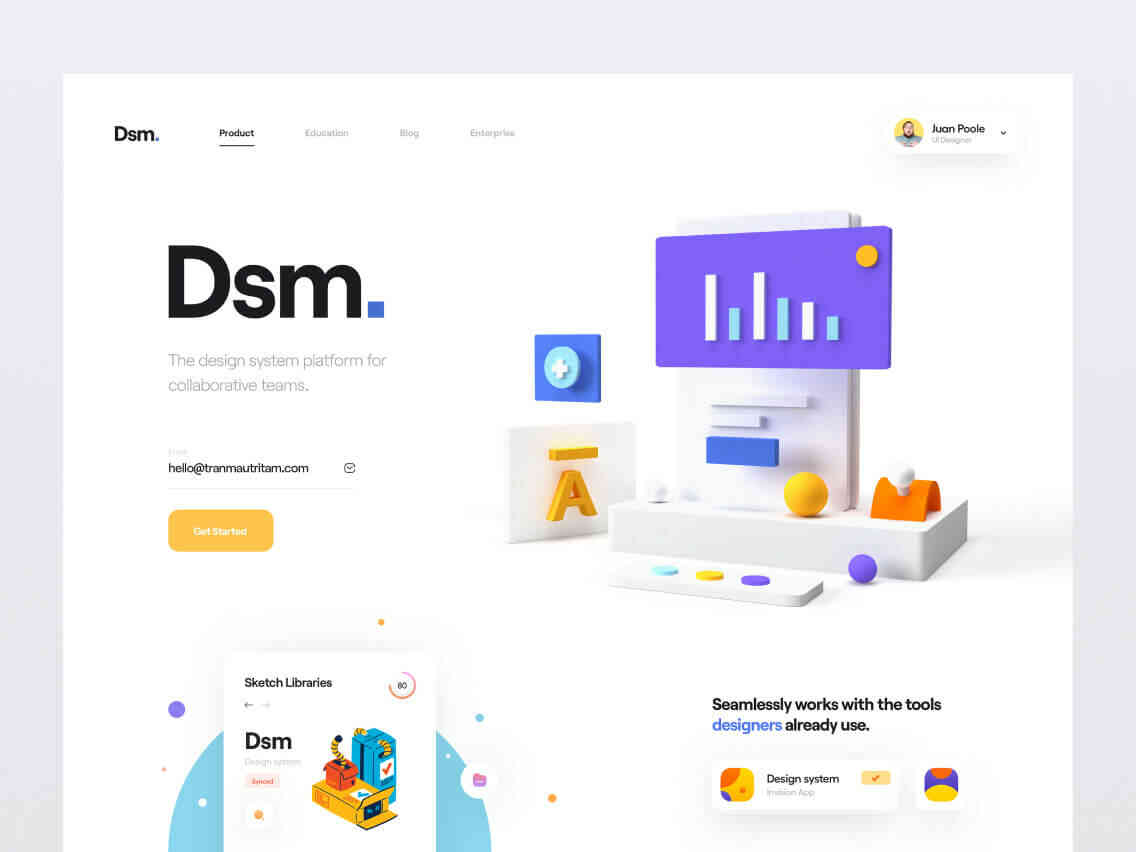 Dsm.
Product Education Blog Enterprise
Juan Poole
UI Designer
Dsm.
The design system platform for
collaborative teams.
Email
hello@tranmautritam.com
Get Started
A
Sketch Libraries
80
Dsm
Design system
Synced
Seamlessly works with the tools
designers already use.
Design system
Invision App